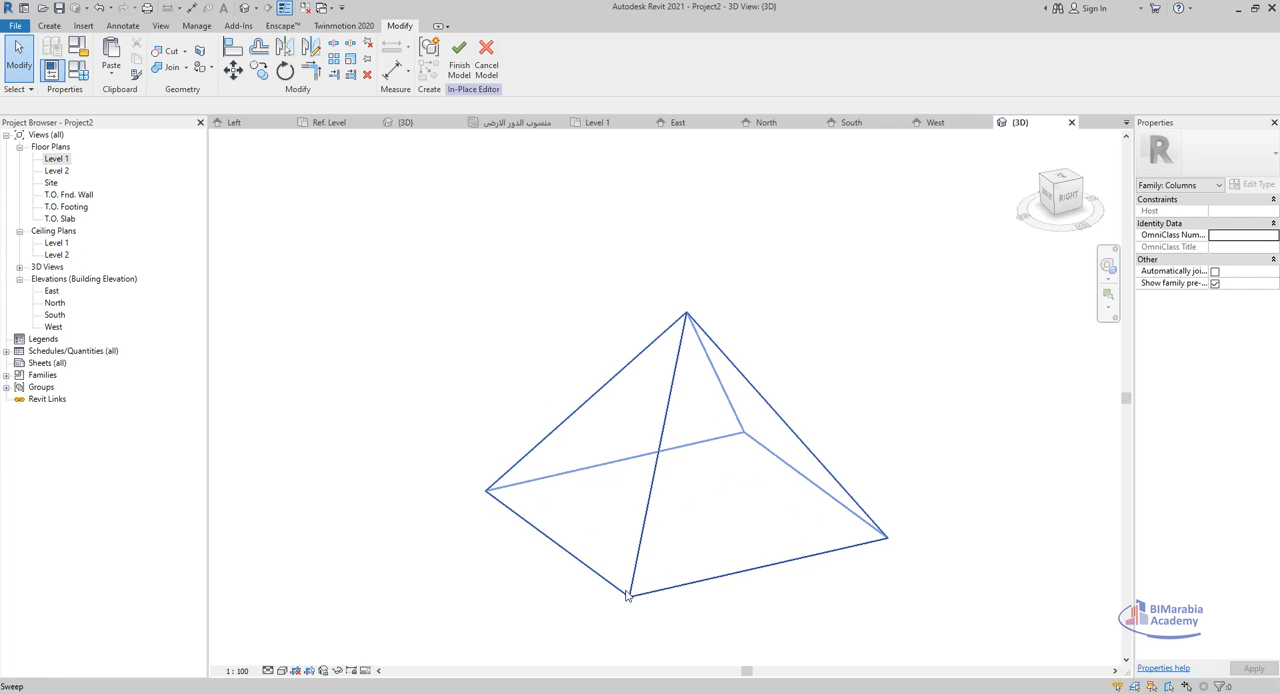 Autodesk Revit 2021 - Project2 - 3D View: {3D}
Sign In
File Create Insert Annotate View Manage Add-Ins Enscape™ Twinmotion 2020 Modify
Modify
Paste
Cut
Join
Finish Model
Cancel Model
Select Properties Clipboard Geometry Modify Measure Create In-Place Editor
Project Browser - Project2
Left Ref. Level {3D} منسوب الدور الارضي Level 1 East North South West {3D}
Properties
Views (all)
Floor Plans
Level 1
Level 2
Site
T.O. Fnd. Wall
T.O. Footing
T.O. Slab
Ceiling Plans
Level 1
Level 2
3D Views
Elevations (Building Elevation)
East
North
South
West
Legends
Schedules/Quantities (all)
Sheets (all)
Families
Groups
Revit Links
RIGHT
Family: Columns Edit Type
Constraints
Host
Identity Data
OmniClass Num...
OmniClass Title
Other
Automatically joi...
Show family pre-...
BIMarabia
Academy
Properties help Apply
1 : 100
Sweep
:0